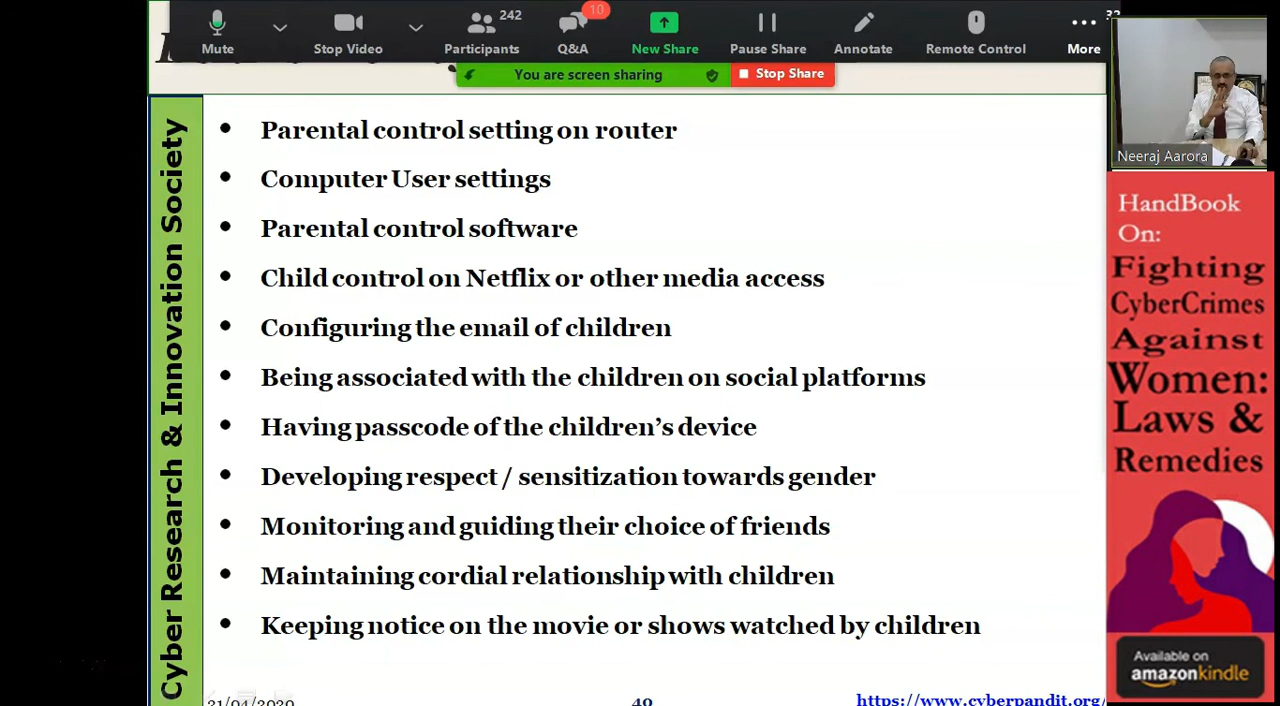 242
10
Mute
Stop Video
Participants
Q&A
New Share
Pause Share
Annotate
Remote Control
More
You are screen sharing
Stop Share
Neeraj Aarora
Cyber Research & Innovation Society
• Parental control setting on router
• Computer User settings
• Parental control software
• Child control on Netflix or other media access
• Configuring the email of children
• Being associated with the children on social platforms
• Having passcode of the children's device
• Developing respect / sensitization towards gender
• Monitoring and guiding their choice of friends
• Maintaining cordial relationship with children
• Keeping notice on the movie or shows watched by children
21/04/2020
40
https://www.cyberpandit.org/
HandBook
On:
Fighting
CyberCrimes
Against
Women:
Laws &
Remedies
Available on
amazonkindle